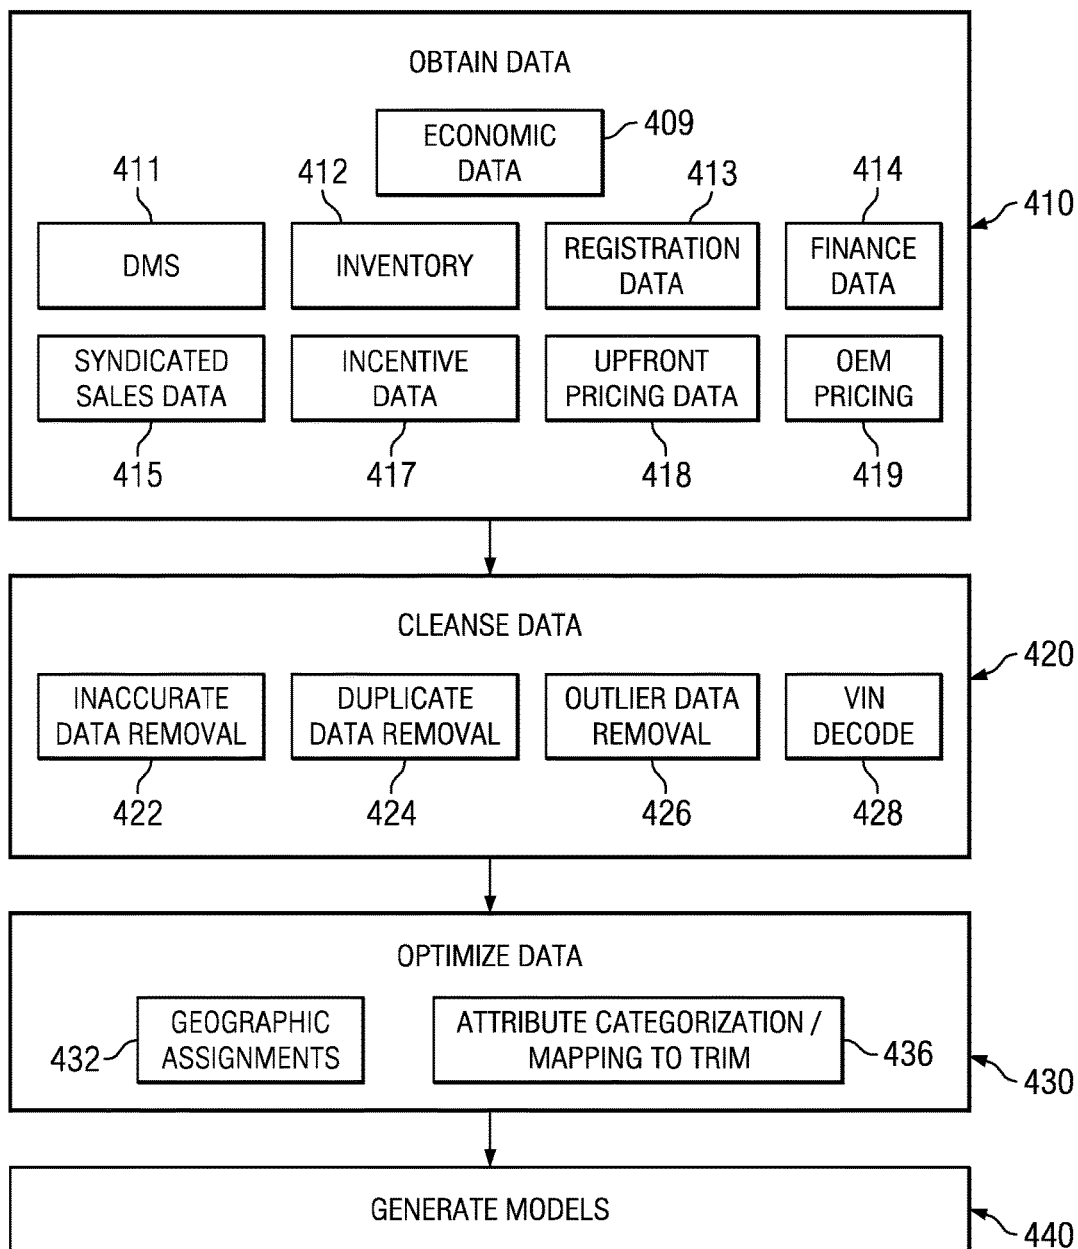 OBTAIN DATA
ECONOMIC
DATA
409
411
412
413
414
410
DMS
INVENTORY
REGISTRATION
DATA
FINANCE
DATA
SYNDICATED
SALES DATA
INCENTIVE
DATA
UPFRONT
PRICING DATA
OEM
PRICING
415
417
418
419
CLEANSE DATA
420
INACCURATE
DATA REMOVAL
DUPLICATE
DATA REMOVAL
OUTLIER DATA
REMOVAL
VIN
DECODE
422
424
426
428
OPTIMIZE DATA
432
GEOGRAPHIC
ASSIGNMENTS
ATTRIBUTE CATEGORIZATION /
MAPPING TO TRIM
436
430
GENERATE MODELS
440